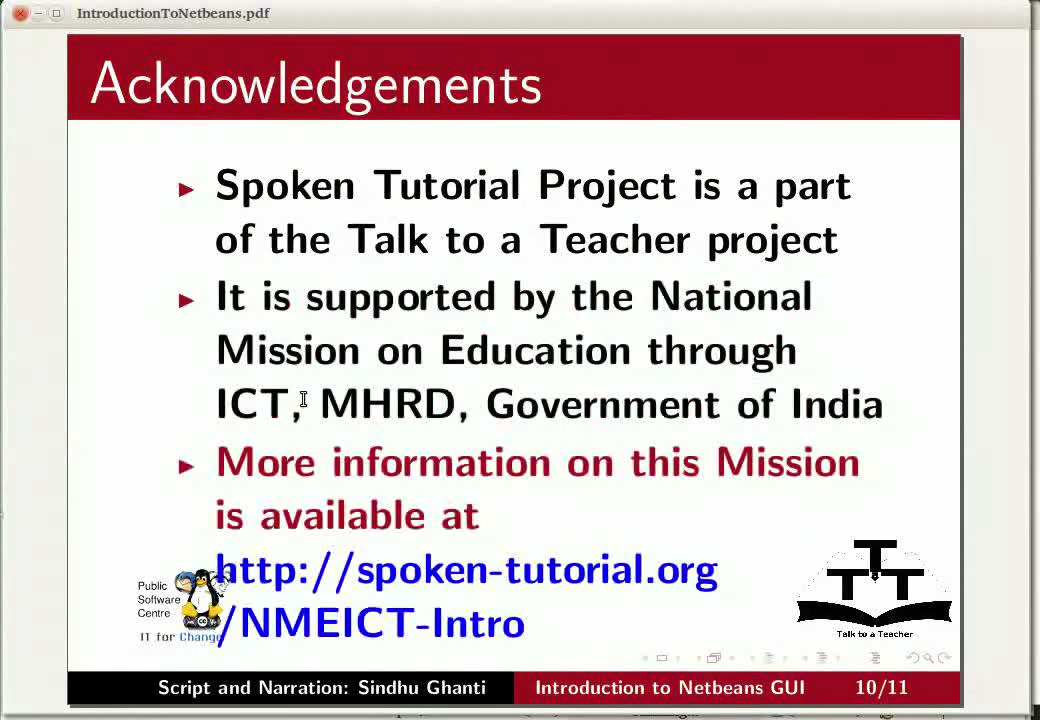 IntroductionToNetbeans.pdf
Acknowledgements
Spoken Tutorial Project is a part
of the Talk to a Teacher project
It is supported by the National
Mission on Education through
ICT, MHRD, Government of India
More information on this Mission
is available at
http://spoken-tutorial.org
/NMEICT-Intro
Public
Software
Centre
IT for Change
Talk to a Teacher
Script and Narration: Sindhu Ghanti Introduction to Netbeans GUI 10/11